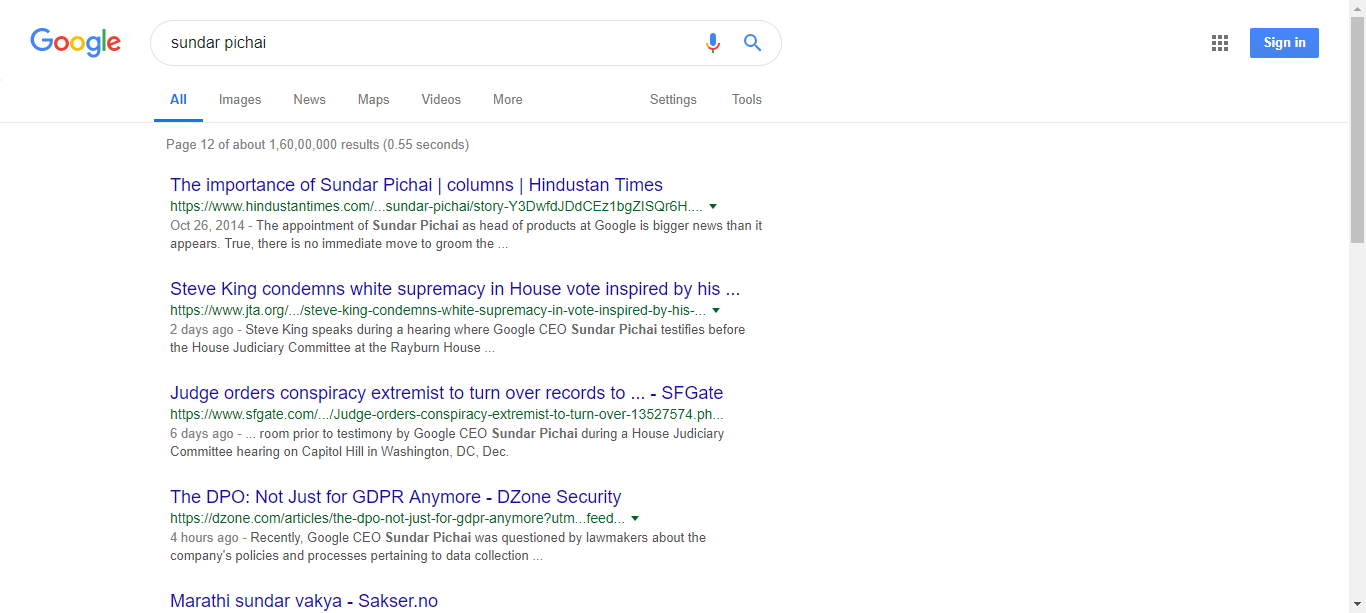 Google
sundar pichai
Sign in
All Images News Maps Videos More Settings Tools
Page 12 of about 1,60,00,000 results (0.55 seconds)
The importance of Sundar Pichai | columns | Hindustan Times
https://www.hindustantimes.com/...sundar-pichai/story-Y3DwfdJDdCEz1bgZISQr6H....
Oct 26, 2014 - The appointment of Sundar Pichai as head of products at Google is bigger news than it
appears. True, there is no immediate move to groom the ...
Steve King condemns white supremacy in House vote inspired by his ...
https://www.jta.org/.../steve-king-condemns-white-supremacy-in-vote-inspired-by-his-...
2 days ago - Steve King speaks during a hearing where Google CEO Sundar Pichai testifies before
the House Judiciary Committee at the Rayburn House ...
Judge orders conspiracy extremist to turn over records to ... - SFGate
https://www.sfgate.com/.../Judge-orders-conspiracy-extremist-to-turn-over-13527574.ph...
6 days ago - ... room prior to testimony by Google CEO Sundar Pichai during a House Judiciary
Committee hearing on Capitol Hill in Washington, DC, Dec.
The DPO: Not Just for GDPR Anymore - DZone Security
https://dzone.com/articles/the-dpo-not-just-for-gdpr-anymore?utm...feed...
4 hours ago - Recently, Google CEO Sundar Pichai was questioned by lawmakers about the
company's policies and processes pertaining to data collection ...
Marathi sundar vakya - Sakser.no